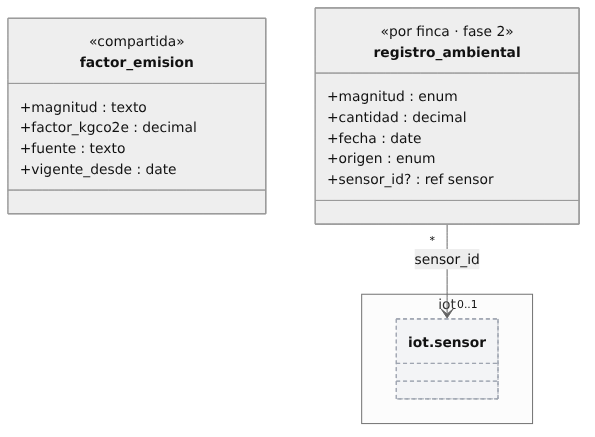 «compartida»
factor_emision
+magnitud : texto
+factor_kgco2e : decimal
+fuente : texto
+vigente_desde : date
«por finca · fase 2»
registro_ambiental
+magnitud : enum
+cantidad : decimal
+fecha : date
+origen : enum
+sensor_id? : ref sensor
*
sensor_id
iot
0..1
iot.sensor